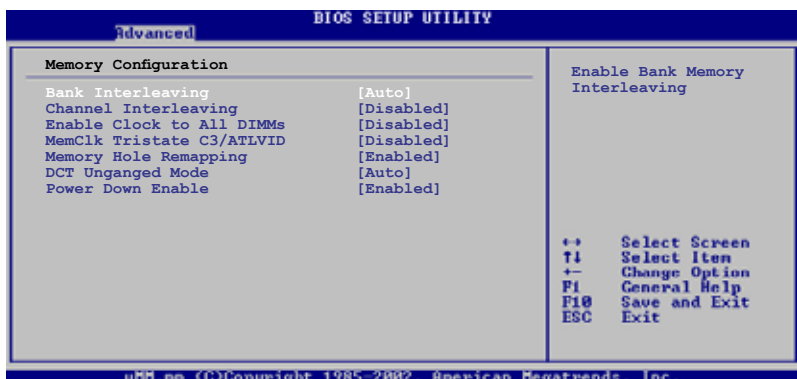 BIOS SETUP UTILITY
Advanced
Memory Configuration
Bank Interleaving [Auto]
Channel Interleaving [Disabled]
Enable Clock to All DIMMs [Disabled]
MemClk Tristate C3/ATLVID [Disabled]
Memory Hole Remapping [Enabled]
DCT Unganged Mode [Auto]
Power Down Enable [Enabled]
Enable Bank Memory
Interleaving
↔ Select Screen
↑↓ Select Item
+- Change Option
F1 General Help
F10 Save and Exit
ESC Exit
(C)Copyright 1985-2002, American Megatrends, Inc